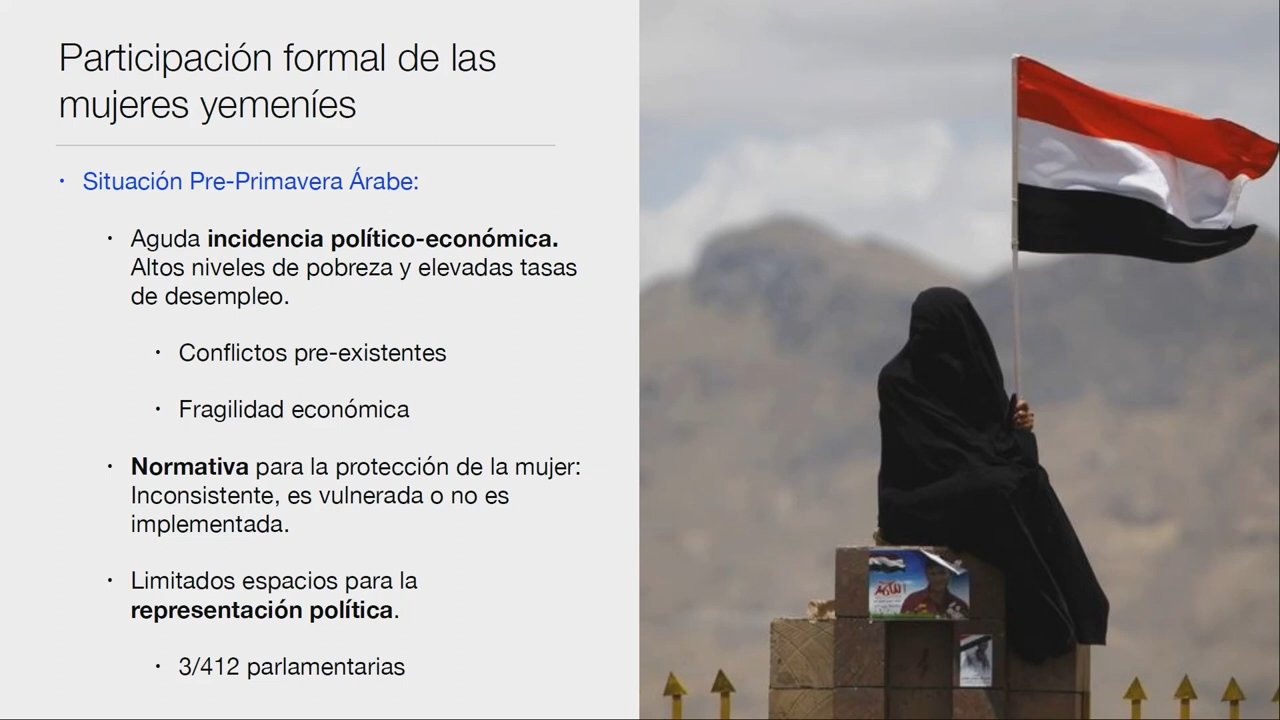 Participación formal de las
mujeres yemeníes
• Situación Pre-Primavera Árabe:
• Aguda incidencia político-económica.
Altos niveles de pobreza y elevadas tasas
de desempleo.
• Conflictos pre-existentes
• Fragilidad económica
• Normativa para la protección de la mujer:
Inconsistente, es vulnerada o no es
implementada.
• Limitados espacios para la
representación política.
• 3/412 parlamentarias